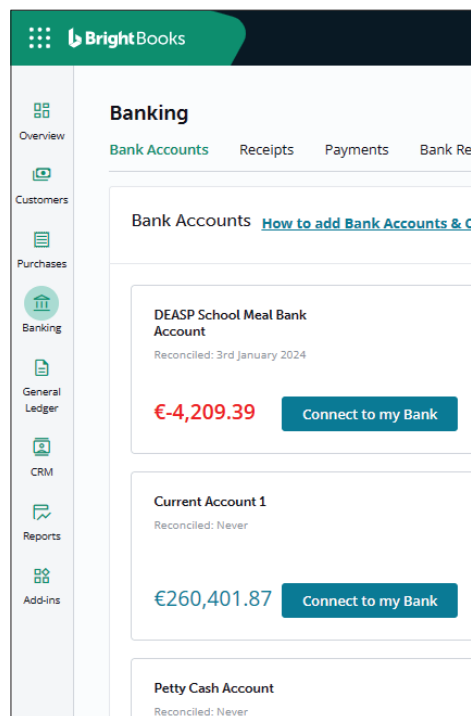 BrightBooks
Overview
Customers
Purchases
Banking
General
Ledger
CRM
Reports
Add-ins
Banking
Bank Accounts Receipts Payments Bank Re
Bank Accounts How to add Bank Accounts &
DEASP School Meal Bank
Account
Reconciled: 3rd January 2024
€-4,209.39 Connect to my Bank
Current Account 1
Reconciled: Never
€260,401.87 Connect to my Bank
Petty Cash Account
Reconciled: Never